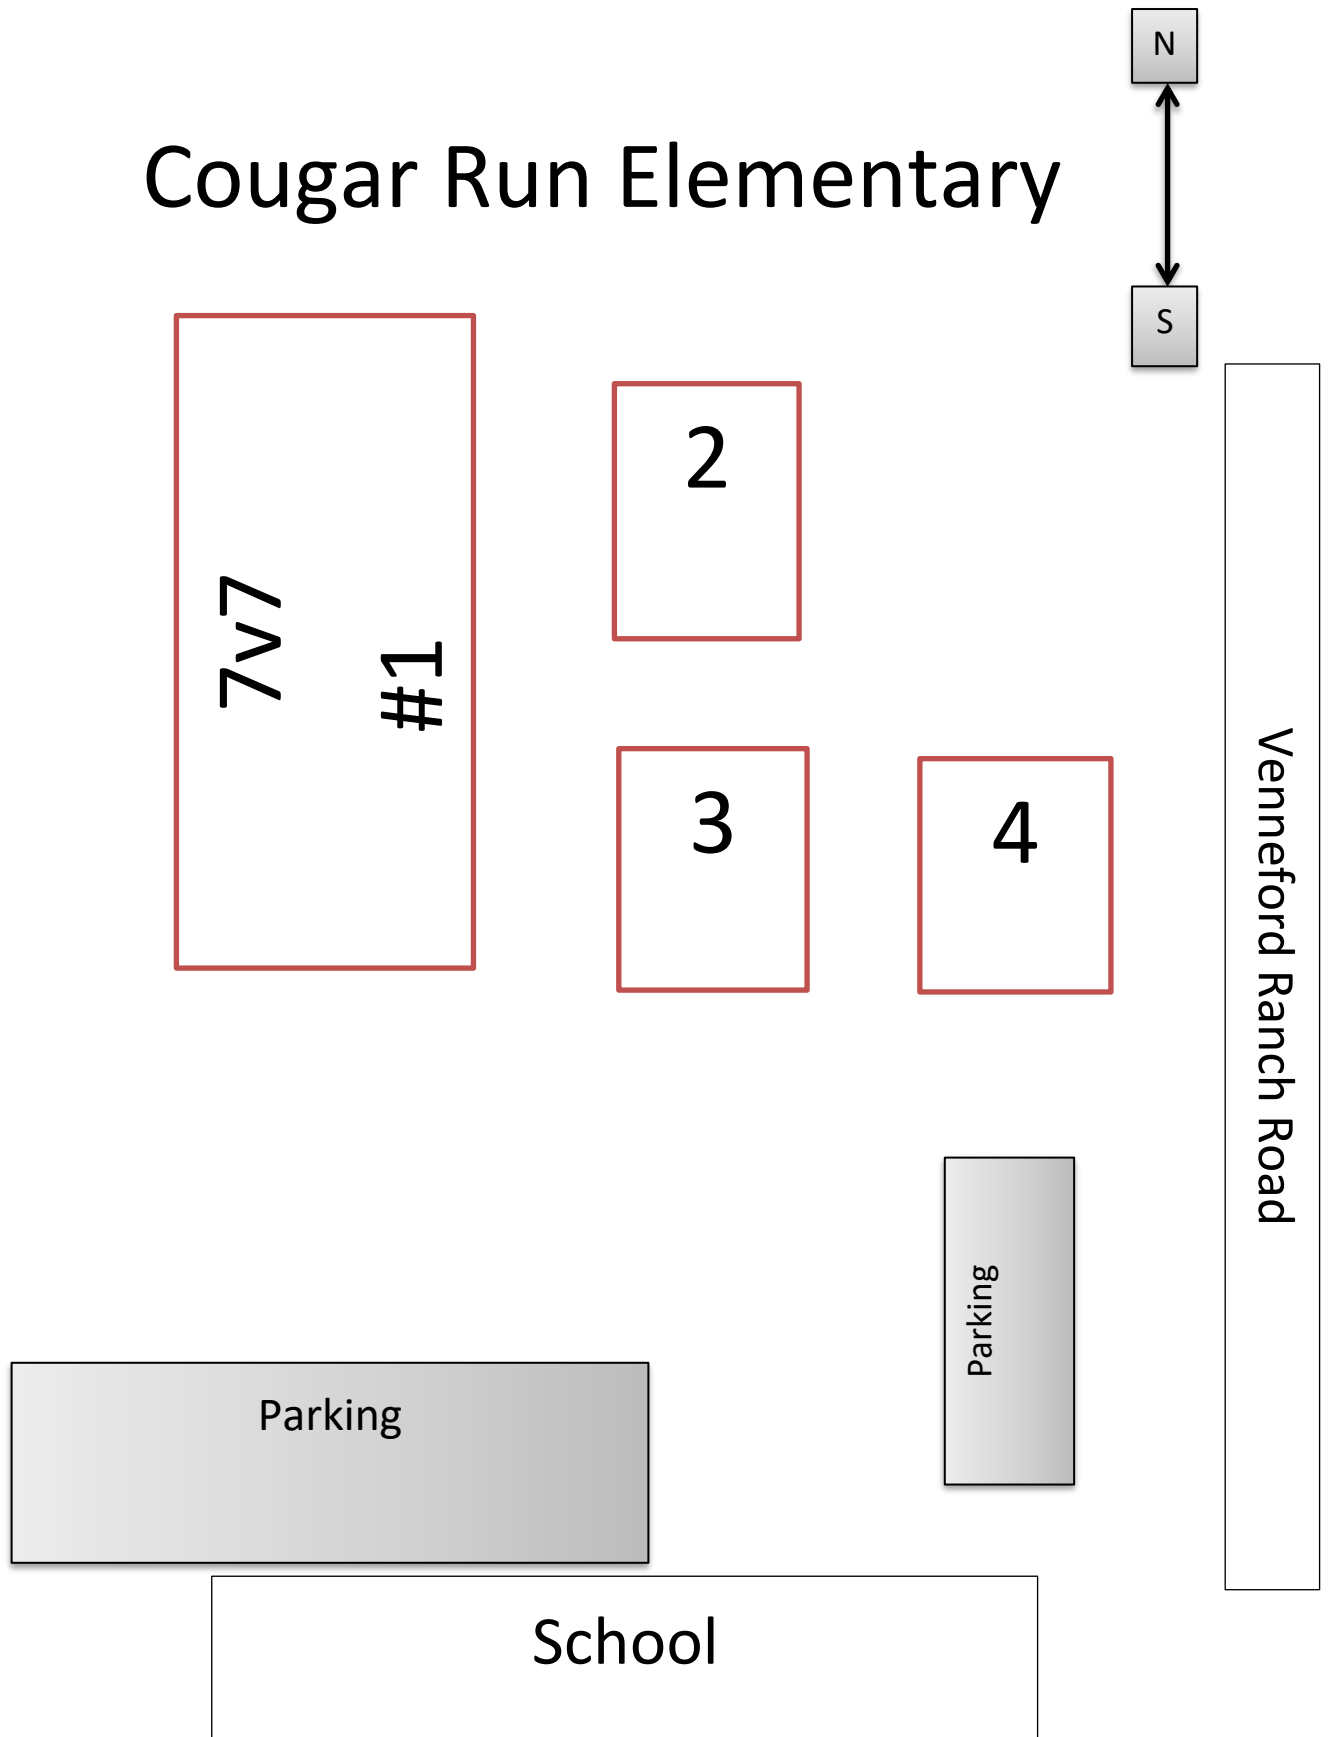 N
Cougar Run Elementary
S
2
7v7
#1
3
4
Venneford Ranch Road
Parking
Parking
School